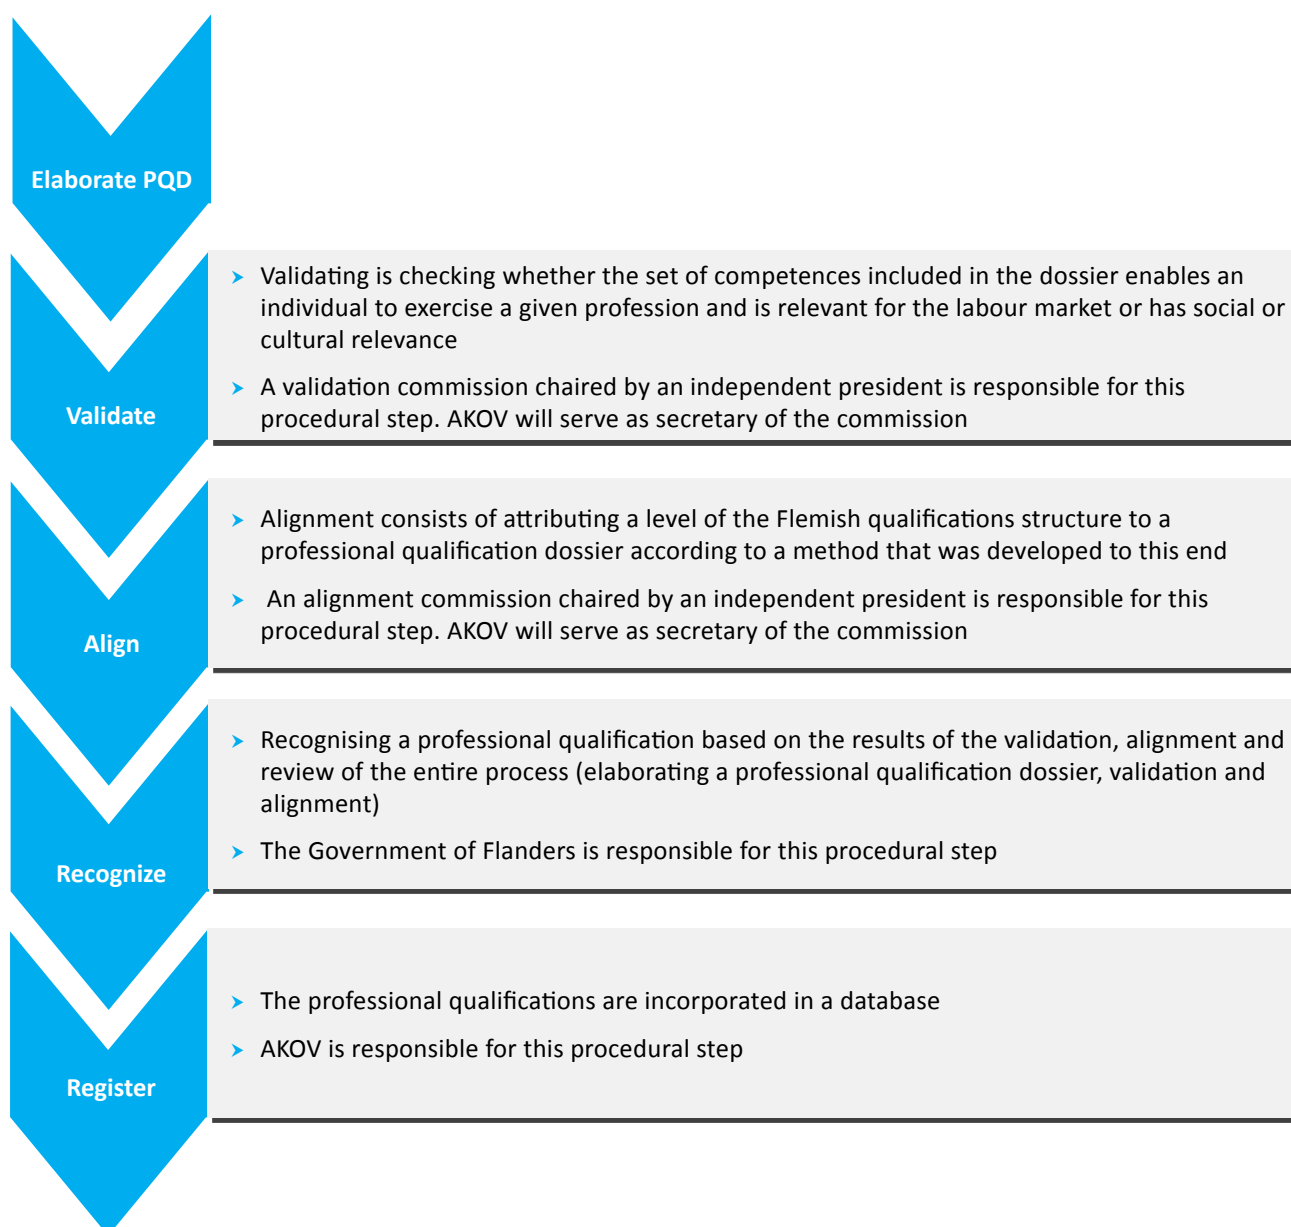 Elaborate PQD
➤ Validating is checking whether the set of competences included in the dossier enables an
individual to exercise a given profession and is relevant for the labour market or has social or
cultural relevance
➤ A validation commission chaired by an independent president is responsible for this
procedural step. AKOV will serve as secretary of the commission
Validate
➤ Alignment consists of attributing a level of the Flemish qualifications structure to a
professional qualification dossier according to a method that was developed to this end
➤ An alignment commission chaired by an independent president is responsible for this
procedural step. AKOV will serve as secretary of the commission
Align
➤ Recognising a professional qualification based on the results of the validation, alignment and
review of the entire process (elaborating a professional qualification dossier, validation and
alignment)
➤ The Government of Flanders is responsible for this procedural step
Recognize
➤ The professional qualifications are incorporated in a database
➤ AKOV is responsible for this procedural step
Register